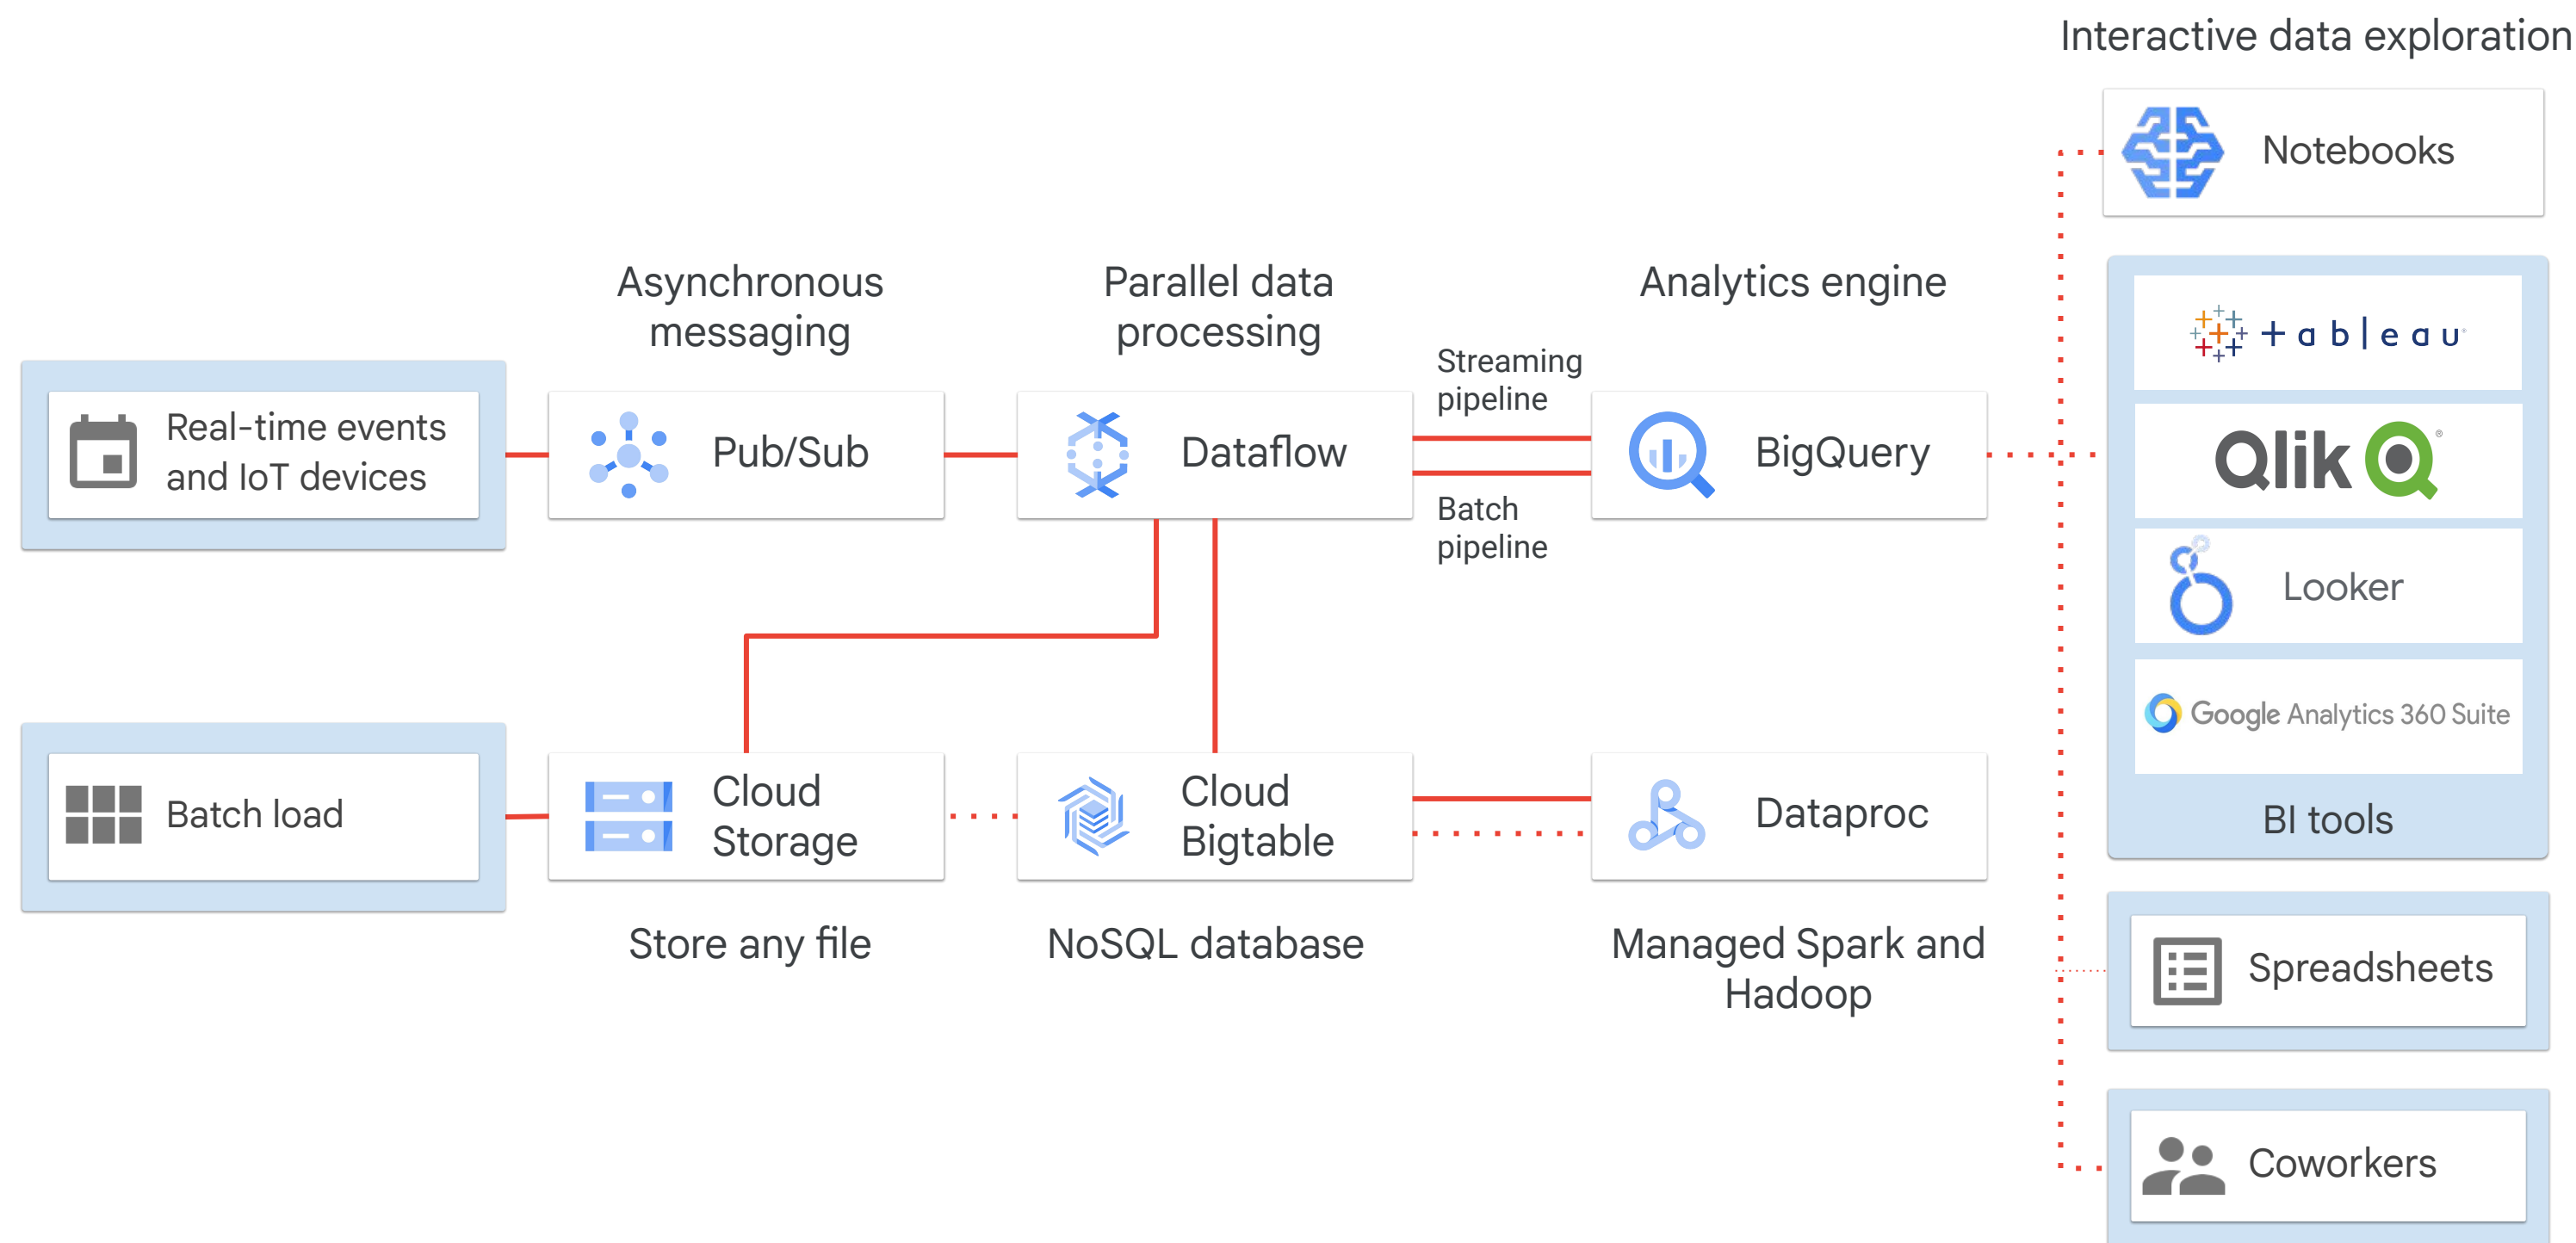 Interactive data exploration
Notebooks
Asynchronous
messaging
Parallel data
processing
Analytics engine
Real-time events
and IoT devices
Pub/Sub
Dataflow
Streaming
pipeline
Batch
pipeline
BigQuery
+ a b | e a u
Qlik
Looker
Google Analytics 360 Suite
BI tools
Batch load
Cloud
Storage
Cloud
Bigtable
Dataproc
Store any file
NoSQL database
Managed Spark and
Hadoop
Spreadsheets
Coworkers